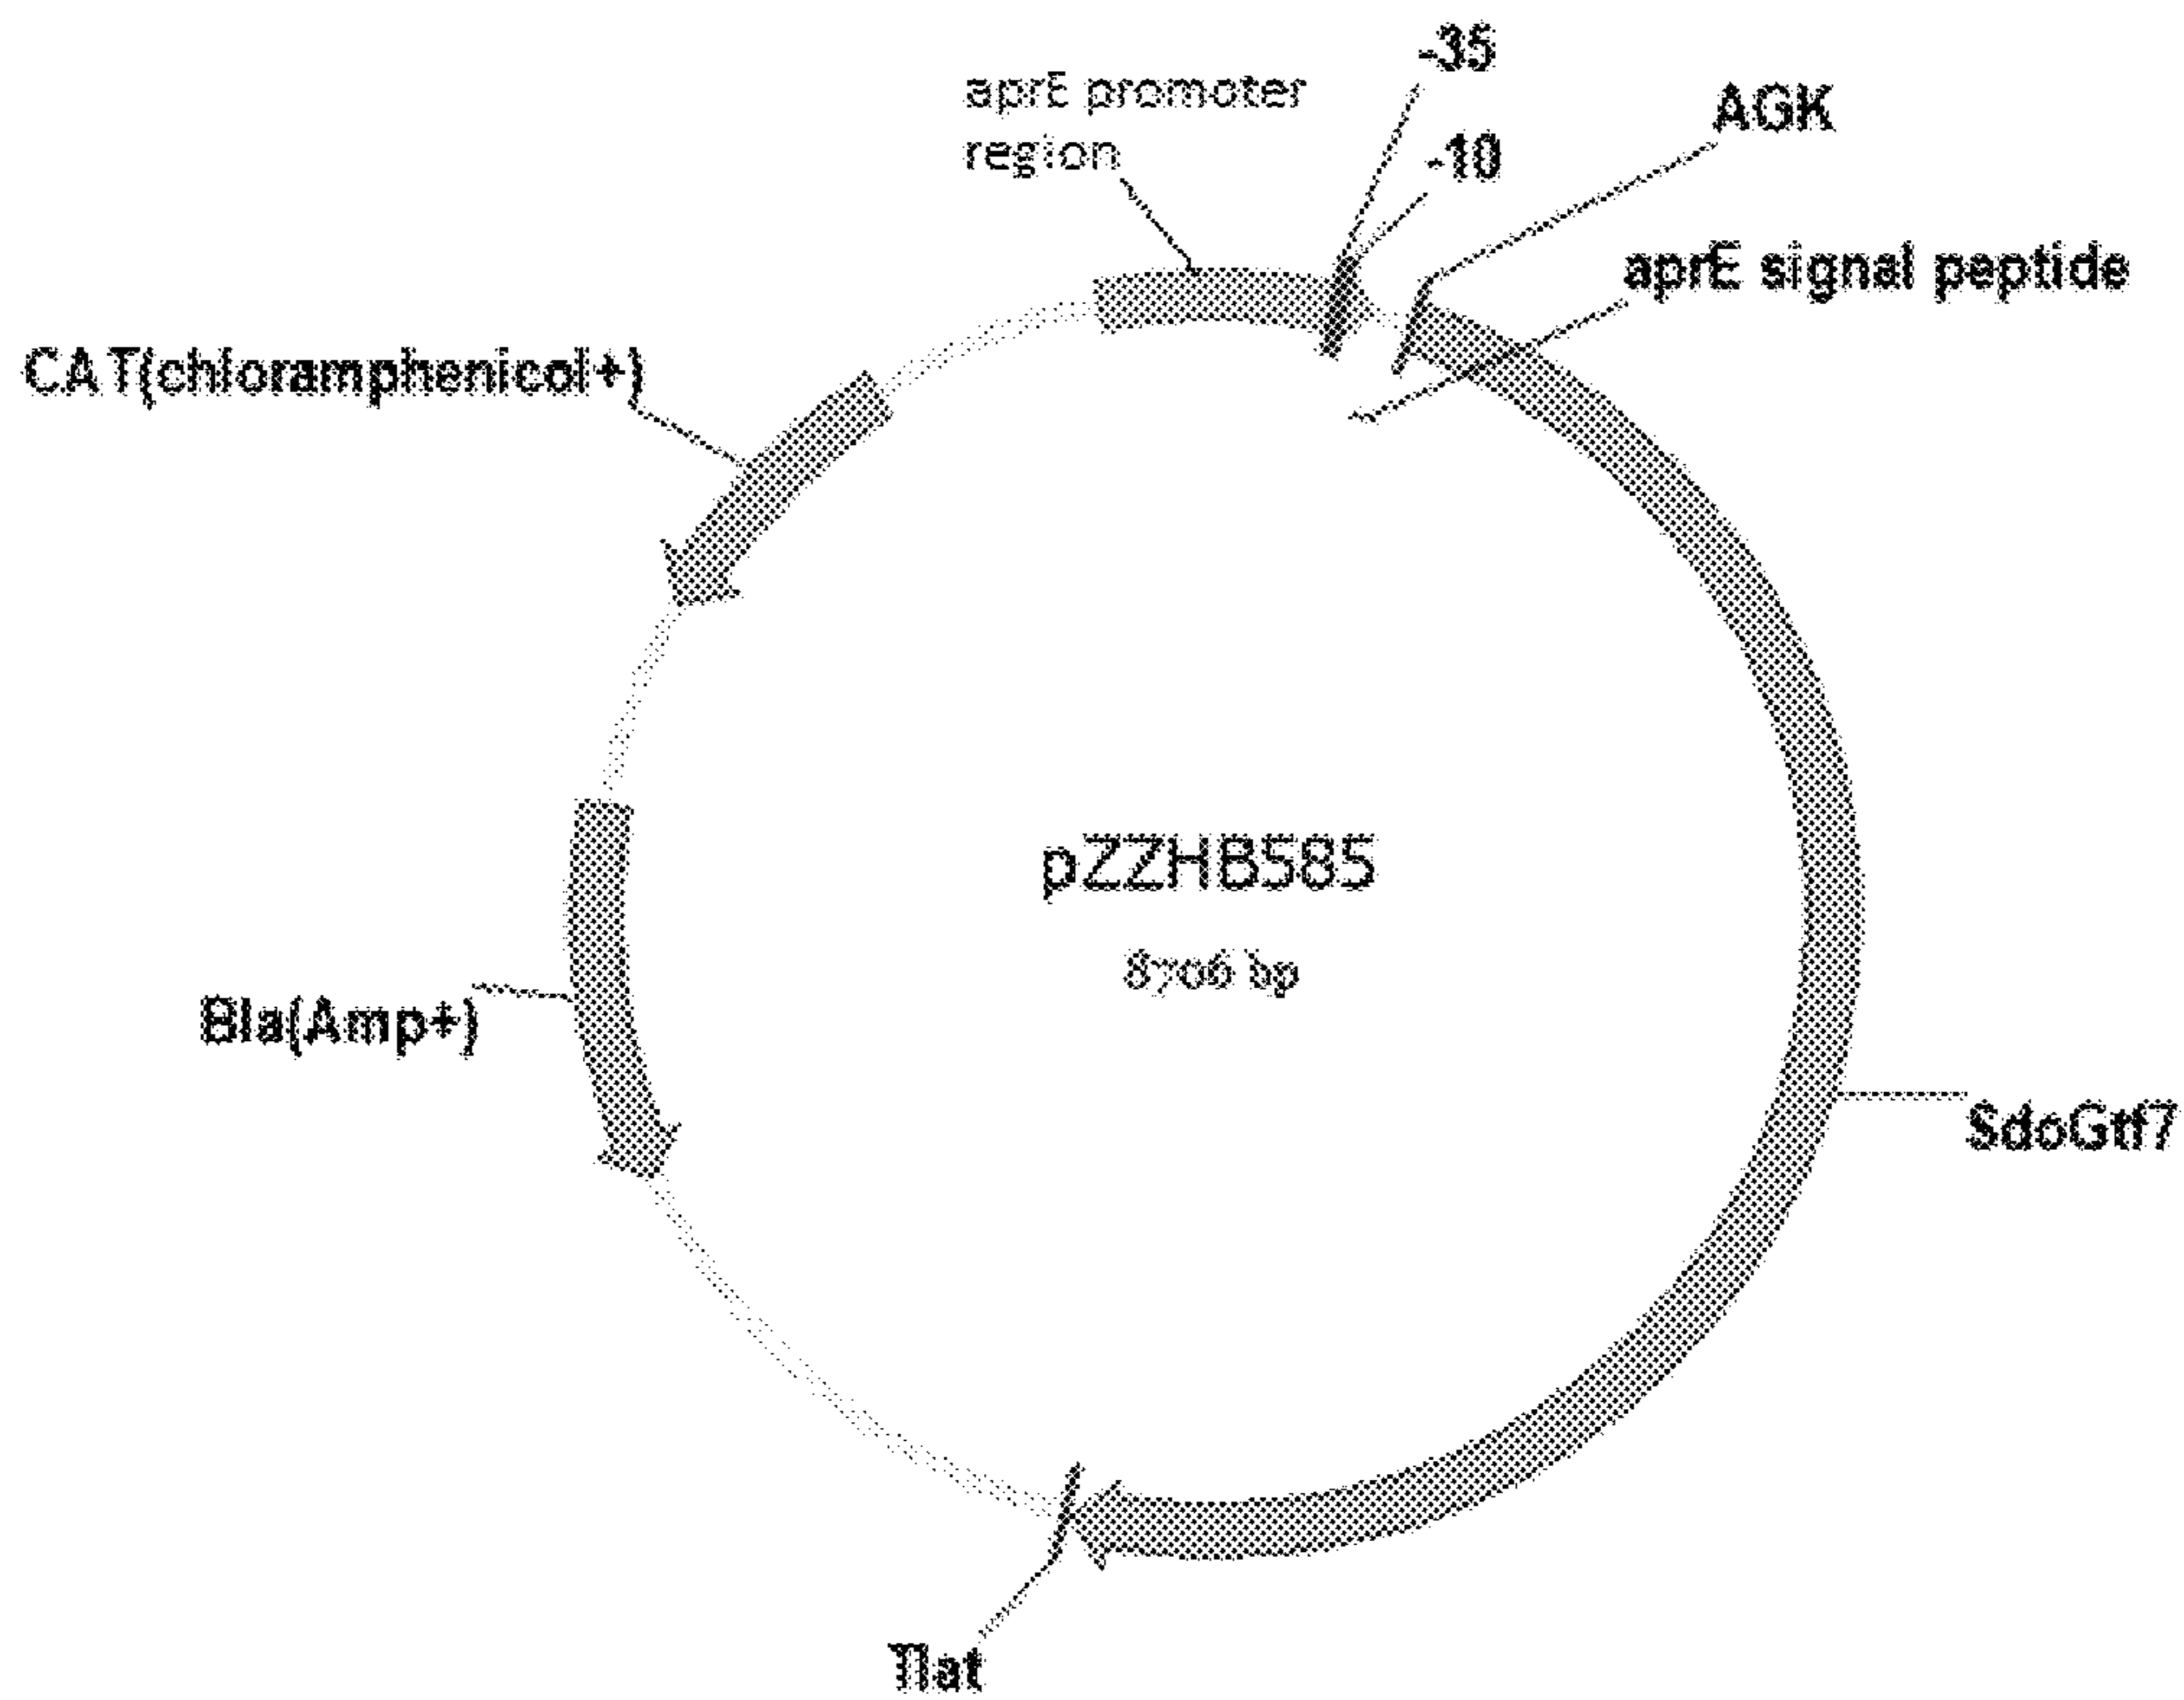 -35
aprE promoter
region
-10
AGK
aprE signal peptide
CAT(chloramphenicol+)
pZZHB585
8706 bp
Bla(Amp+)
SdoGtf7
Tlat